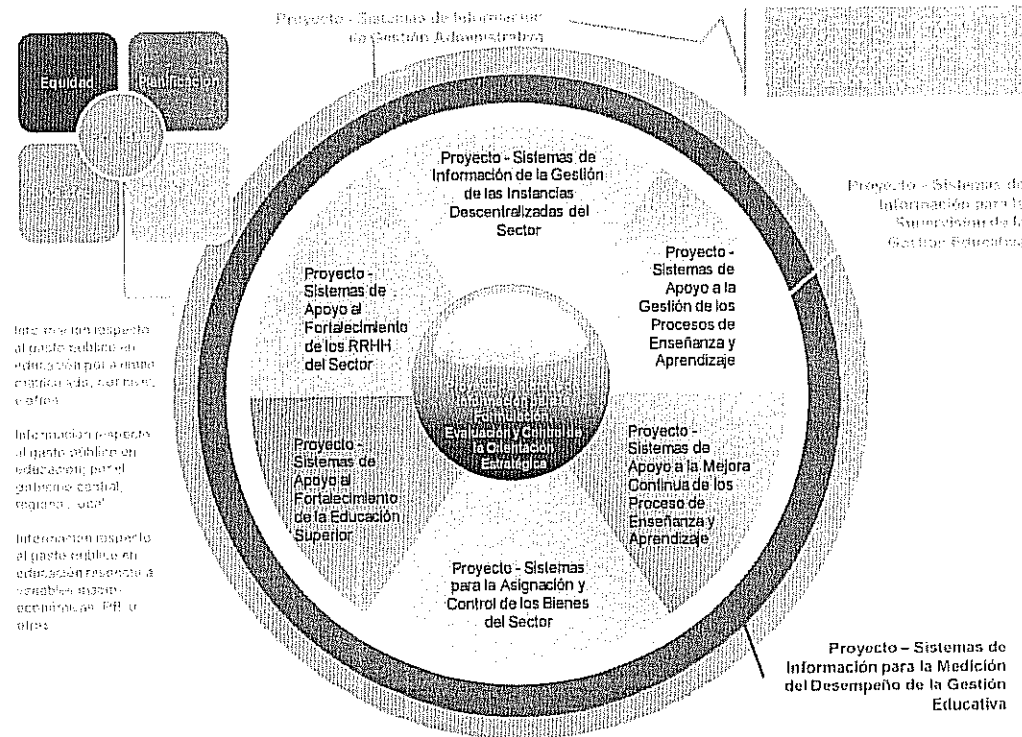 Proyecto - Sistemas de Información
de Gestión Administrativa
Equidad
Planificación
Proyecto - Sistemas de
Información para la
Supervisión de la
Gestión Educativa
Proyecto - Sistemas de
Información de la Gestión
de las Instancias
Descentralizadas del
Sector
Proyecto -
Sistemas de
Apoyo a la
Gestión de los
Procesos de
Enseñanza y
Aprendizaje
Proyecto -
Sistemas de
Apoyo al
Fortalecimiento
de los RRHH
del Sector
Formulación,
Evaluación y
la Orientación
Estratégica
Proyecto -
Sistemas de
Apoyo a la Mejora
Continua de los
Proceso de
Enseñanza y
Aprendizaje
Proyecto -
Sistemas de
Apoyo al
Fortalecimiento
de la Educación
Superior
Proyecto - Sistemas
para la Asignación y
Control de los Bienes
del Sector
Información respecto
al gasto público en
educación por alumno
matriculado,
Información respecto
al gasto público en
educación; por el
gobierno central,
regional,
Información respecto
al gasto público en
educación respecto a
variables macro
económicas, PBI, u
otros
Proyecto – Sistemas de
Información para la Medición
del Desempeño de la Gestión
Educativa